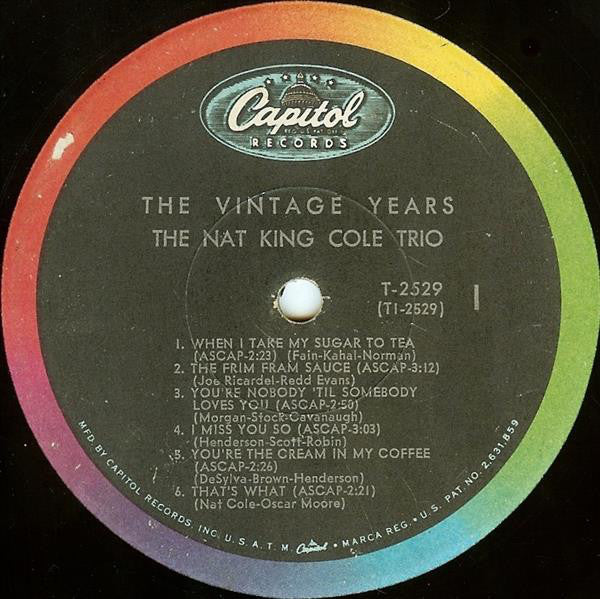 Capitol
REG. U.S. PAT. OFF.
RECORDS
THE VINTAGE YEARS
THE NAT KING COLE TRIO
T-2529
(T1-2529)
1
1. WHEN I TAKE MY SUGAR TO TEA
(ASCAP-2:23) (Fain-Kahal-Norman)
2. THE FRIM FRAM SAUCE (ASCAP-3:12)
(Joe Ricardel-Redd Evans)
3. YOU'RE NOBODY 'TIL SOMEBODY
LOVES YOU (ASCAP-2:50)
(Morgan-Stock-Cavanaugh)
4. I MISS YOU SO (ASCAP-3:03)
(Henderson-Scott-Robin)
5. YOU'RE THE CREAM IN MY COFFEE
(ASCAP-2:26)
(DeSylva-Brown-Henderson)
6. THAT'S WHAT (ASCAP-2:21)
(Nat Cole-Oscar Moore)
MFD. BY CAPITOL RECORDS, INC. U.S.A. T.M. Capitol MARCA REG. • U.S. PAT. NO. 2,631,859